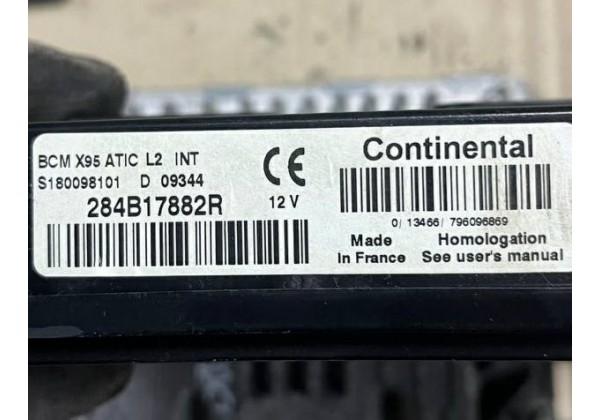 BCM X95 ATIC L2 INT
S180098101 D 09344
284B17882R
CE
12 V
Continental
0/ 13466/ 796096869
Made
in France
Homologation
See user's manual